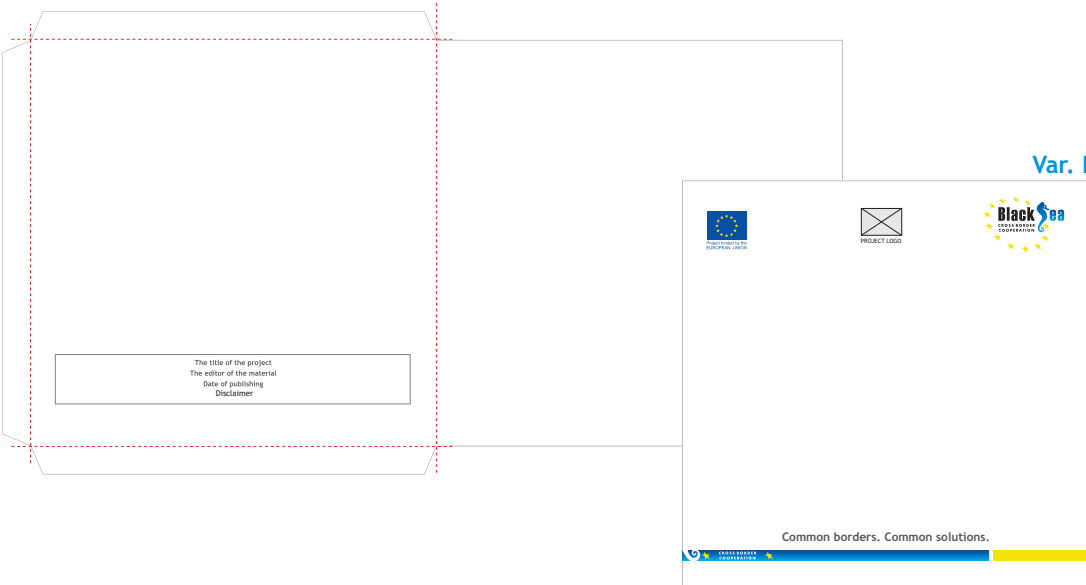 Var.
Project funded by the
EUROPEAN UNION
PROJECT LOGO
Black Sea
CROSS BORDER
COOPERATION
The title of the project
The editor of the material
Date of publishing
Disclaimer
Common borders. Common solutions.
CROSS BORDER
COOPERATION